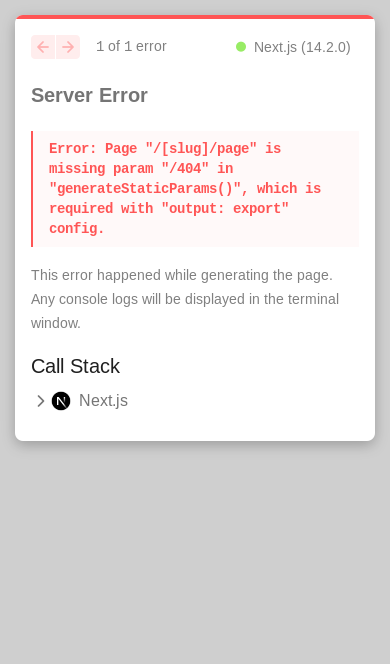 1 of 1 error
Next.js (14.2.0)
Server Error
Error: Page "/[slug]/page" is
missing param "/404" in
"generateStaticParams()", which is
required with "output: export"
config.
This error happened while generating the page.
Any console logs will be displayed in the terminal
window.
Call Stack
N Next.js